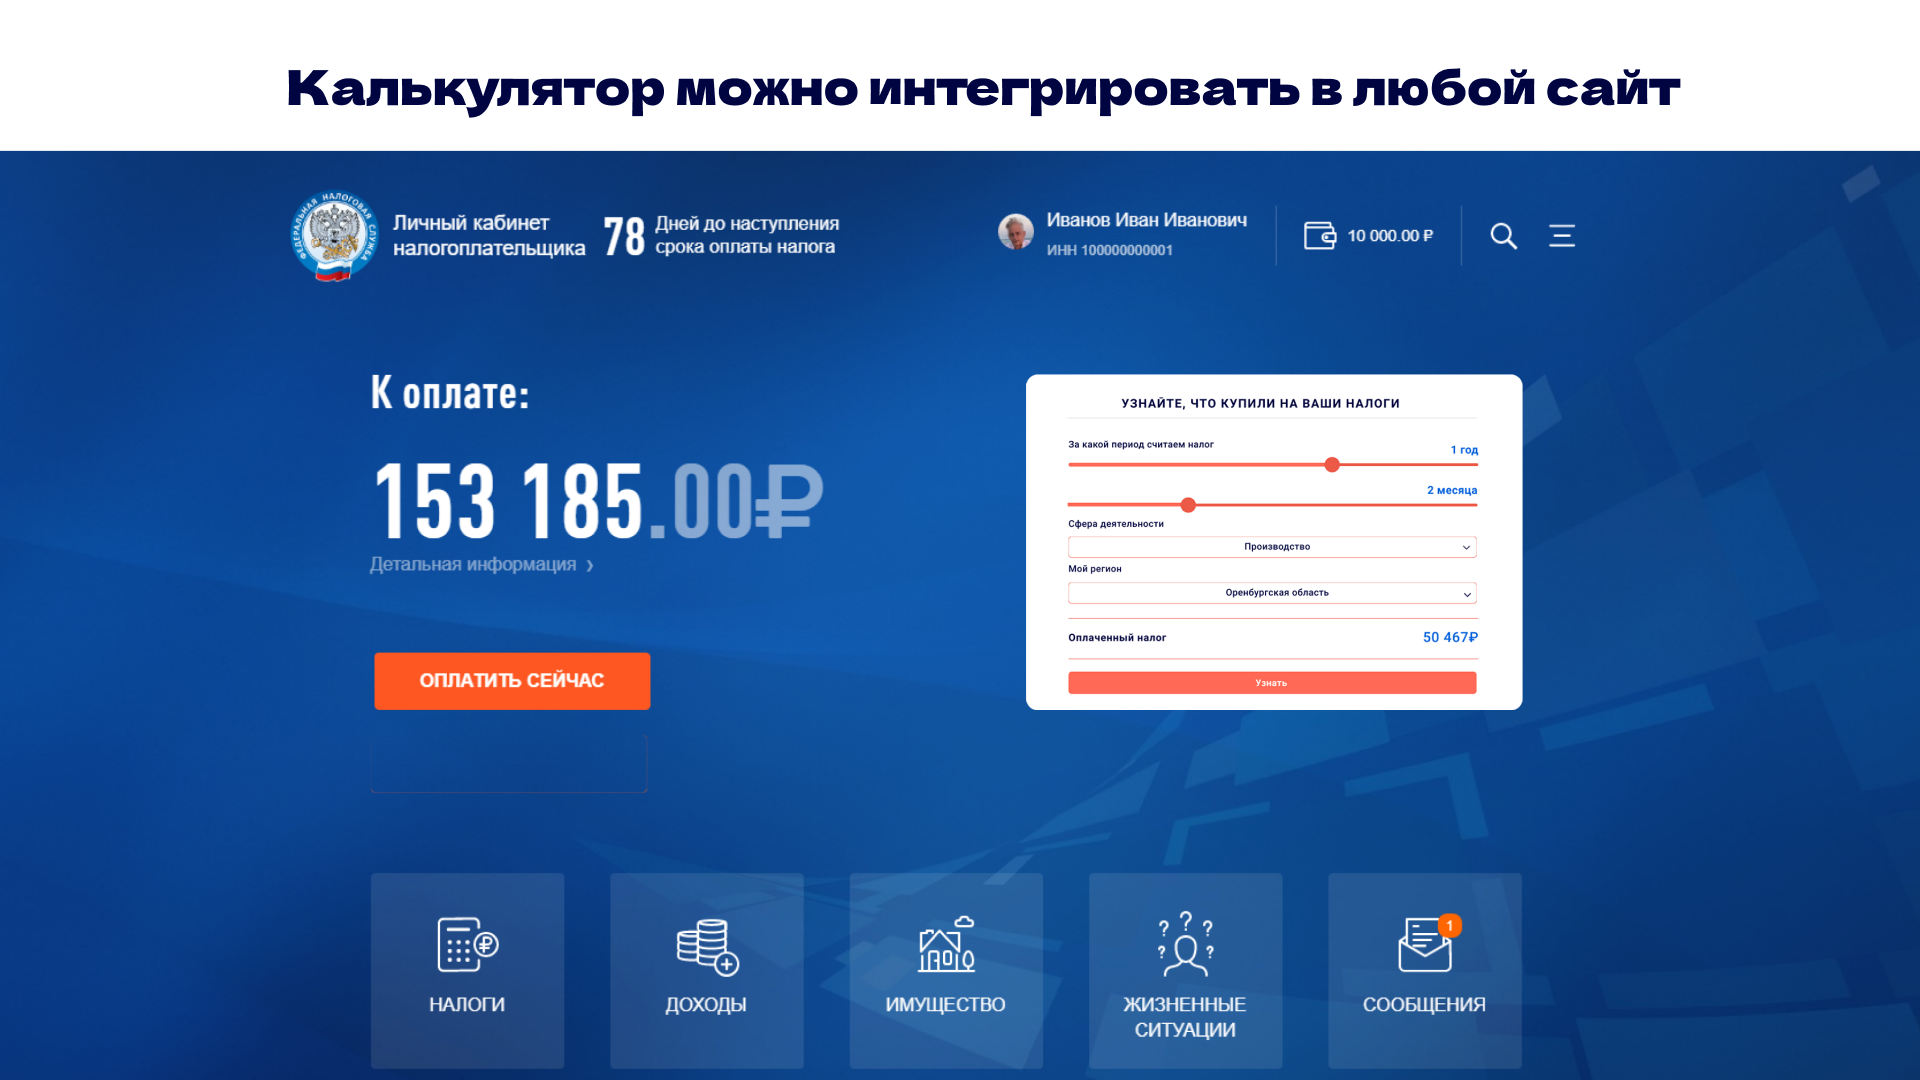 Калькулятор можно интегрировать в любой сайт
ФЕДЕРАЛЬНАЯ НАЛОГОВАЯ СЛУЖБА
Личный кабинет
налогоплательщика
78
Дней до наступления
срока оплаты налога
Иванов Иван Иванович
ИНН 100000000001
10 000.00 ₽
К оплате:
153 185.00₽
Детальная информация ›
ОПЛАТИТЬ СЕЙЧАС
УЗНАЙТЕ, ЧТО КУПИЛИ НА ВАШИ НАЛОГИ
За какой период считаем налог
1 год
2 месяца
Сфера деятельности
Производство
Мой регион
Оренбургская область
Оплаченный налог
50 467₽
Узнать
НАЛОГИ
ДОХОДЫ
ИМУЩЕСТВО
ЖИЗНЕННЫЕ
СИТУАЦИИ
1
СООБЩЕНИЯ